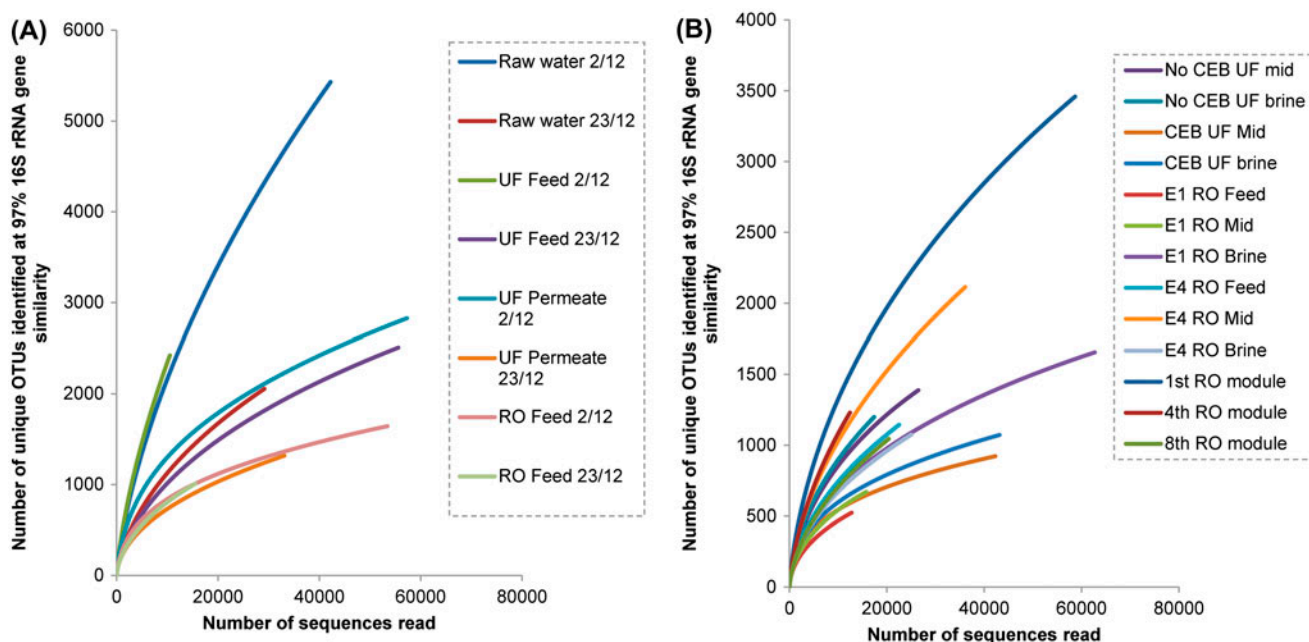 (A)
Number of unique OTUs identified at 97% 16S rRNA gene
similarity
6000
5000
4000
3000
2000
1000
0
0
20000
40000
60000
80000
Number of sequences read
Raw water 2/12
Raw water 23/12
UF Feed 2/12
UF Feed 23/12
UF Permeate
2/12
UF Permeate
23/12
RO Feed 2/12
RO Feed 23/12
(B)
Number of unique OTUs identified at 97% 16S rRNA gene
similarity
4000
3500
3000
2500
2000
1500
1000
500
0
0
20000
40000
60000
80000
Number of sequences read
No CEB UF mid
No CEB UF brine
CEB UF Mid
CEB UF brine
E1 RO Feed
E1 RO Mid
E1 RO Brine
E4 RO Feed
E4 RO Mid
E4 RO Brine
1st RO module
4th RO module
8th RO module